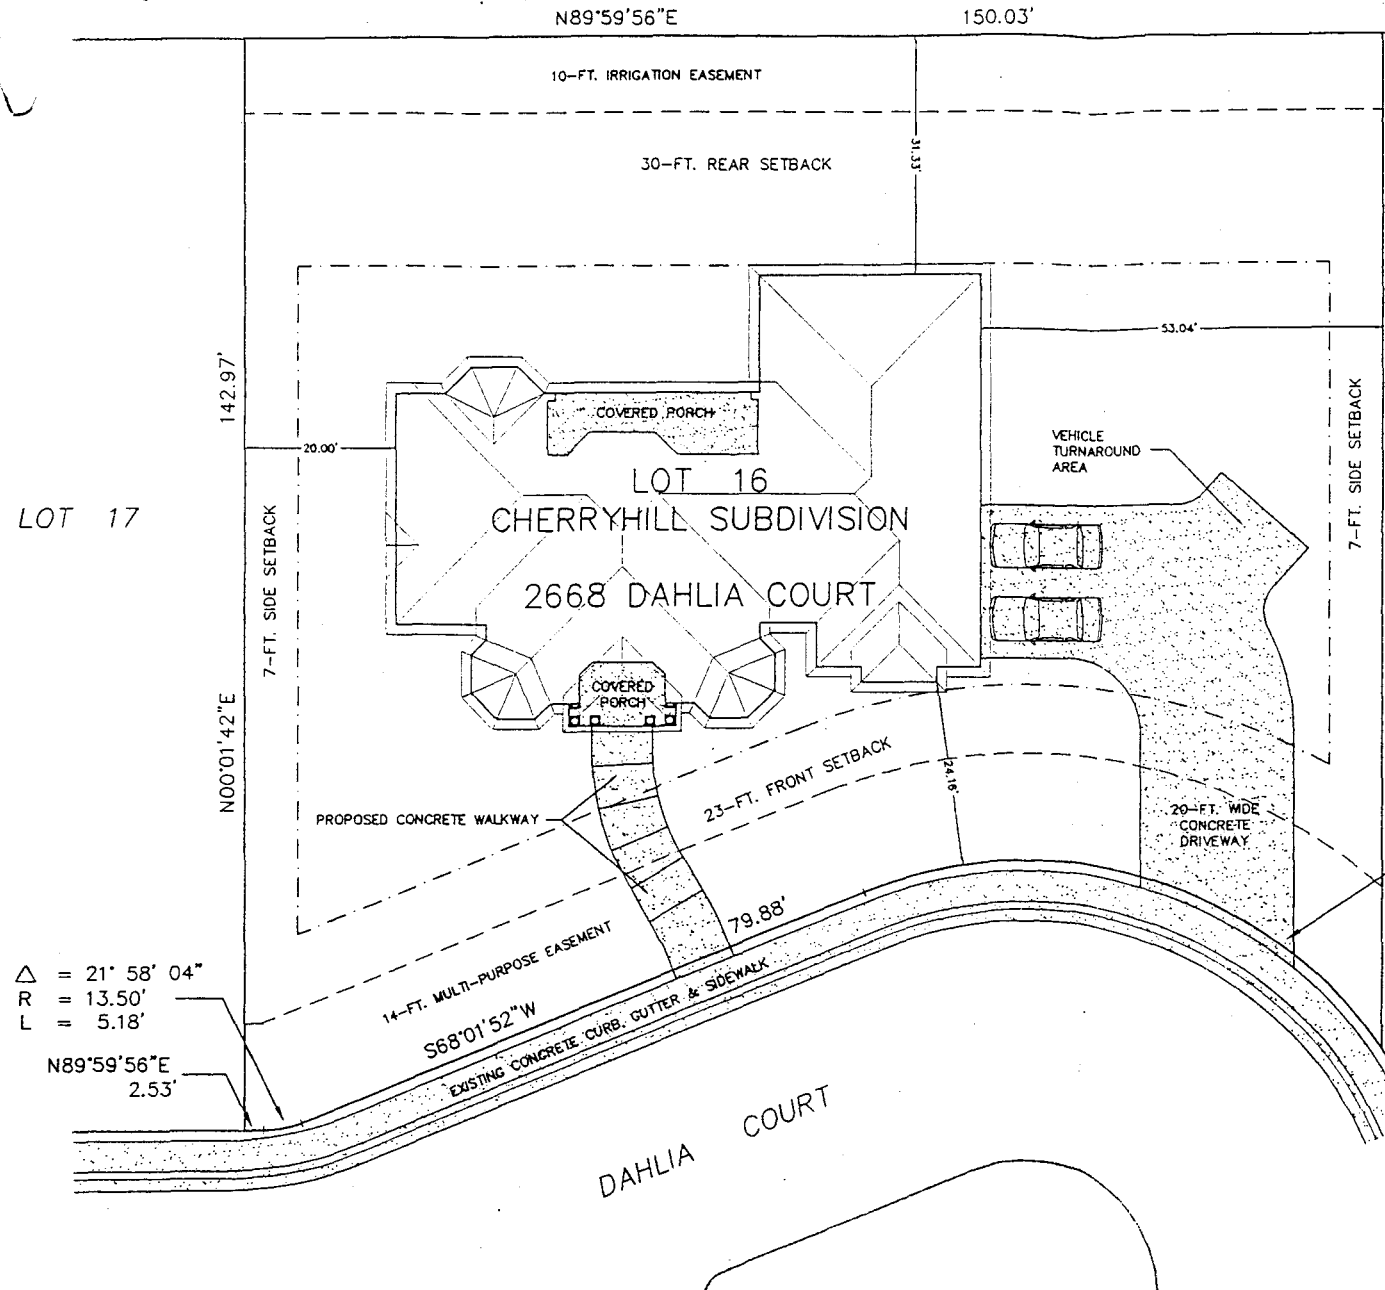 N89°59'56"E 150.03'
10-FT. IRRIGATION EASEMENT
31.33'
30-FT. REAR SETBACK
53.04'
142.97'
COVERED PORCH
20.00'
VEHICLE
TURNAROUND
AREA
7-FT. SIDE SETBACK
LOT 16
CHERRYHILL SUBDIVISION
LOT 17
7-FT. SIDE SETBACK
2668 DAHLIA COURT
COVERED
PORCH
N00°01'42"E
23-FT. FRONT SETBACK
24.16'
PROPOSED CONCRETE WALKWAY
20-FT. WIDE
CONCRETE
DRIVEWAY
79.88'
14-FT. MULTI-PURPOSE EASEMENT
△ = 21° 58' 04"
R = 13.50'
L = 5.18'
S68°01'52"W
EXISTING CONCRETE CURB, GUTTER & SIDEWALK
N89°59'56"E
2.53'
DAHLIA COURT